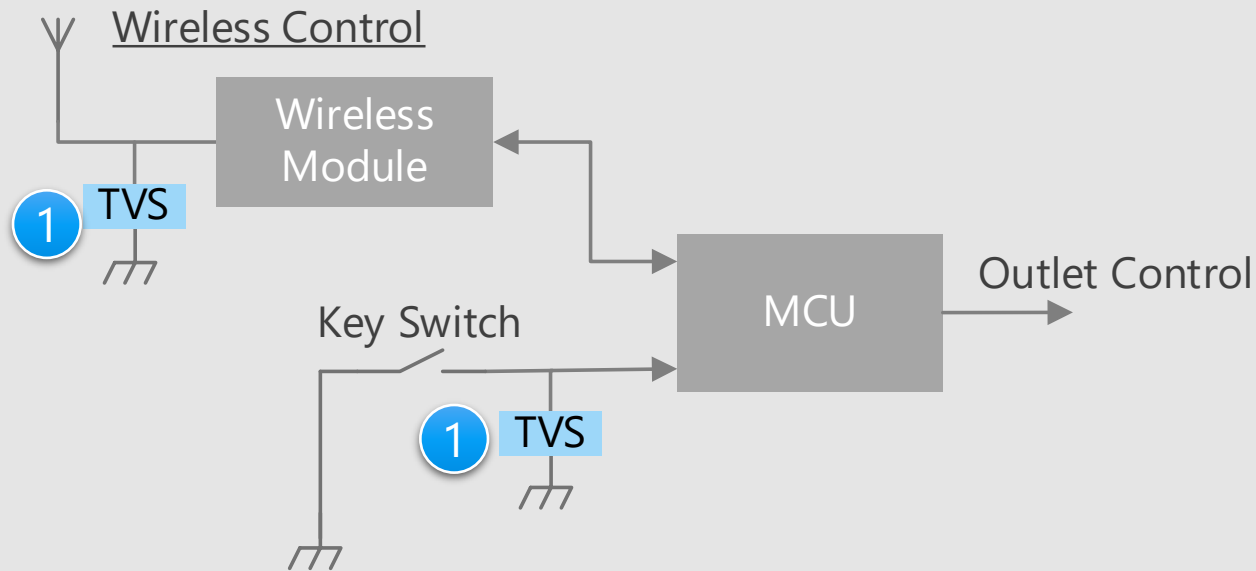 Wireless Control
Wireless
Module
1
TVS
MCU
Outlet Control
Key Switch
1
TVS